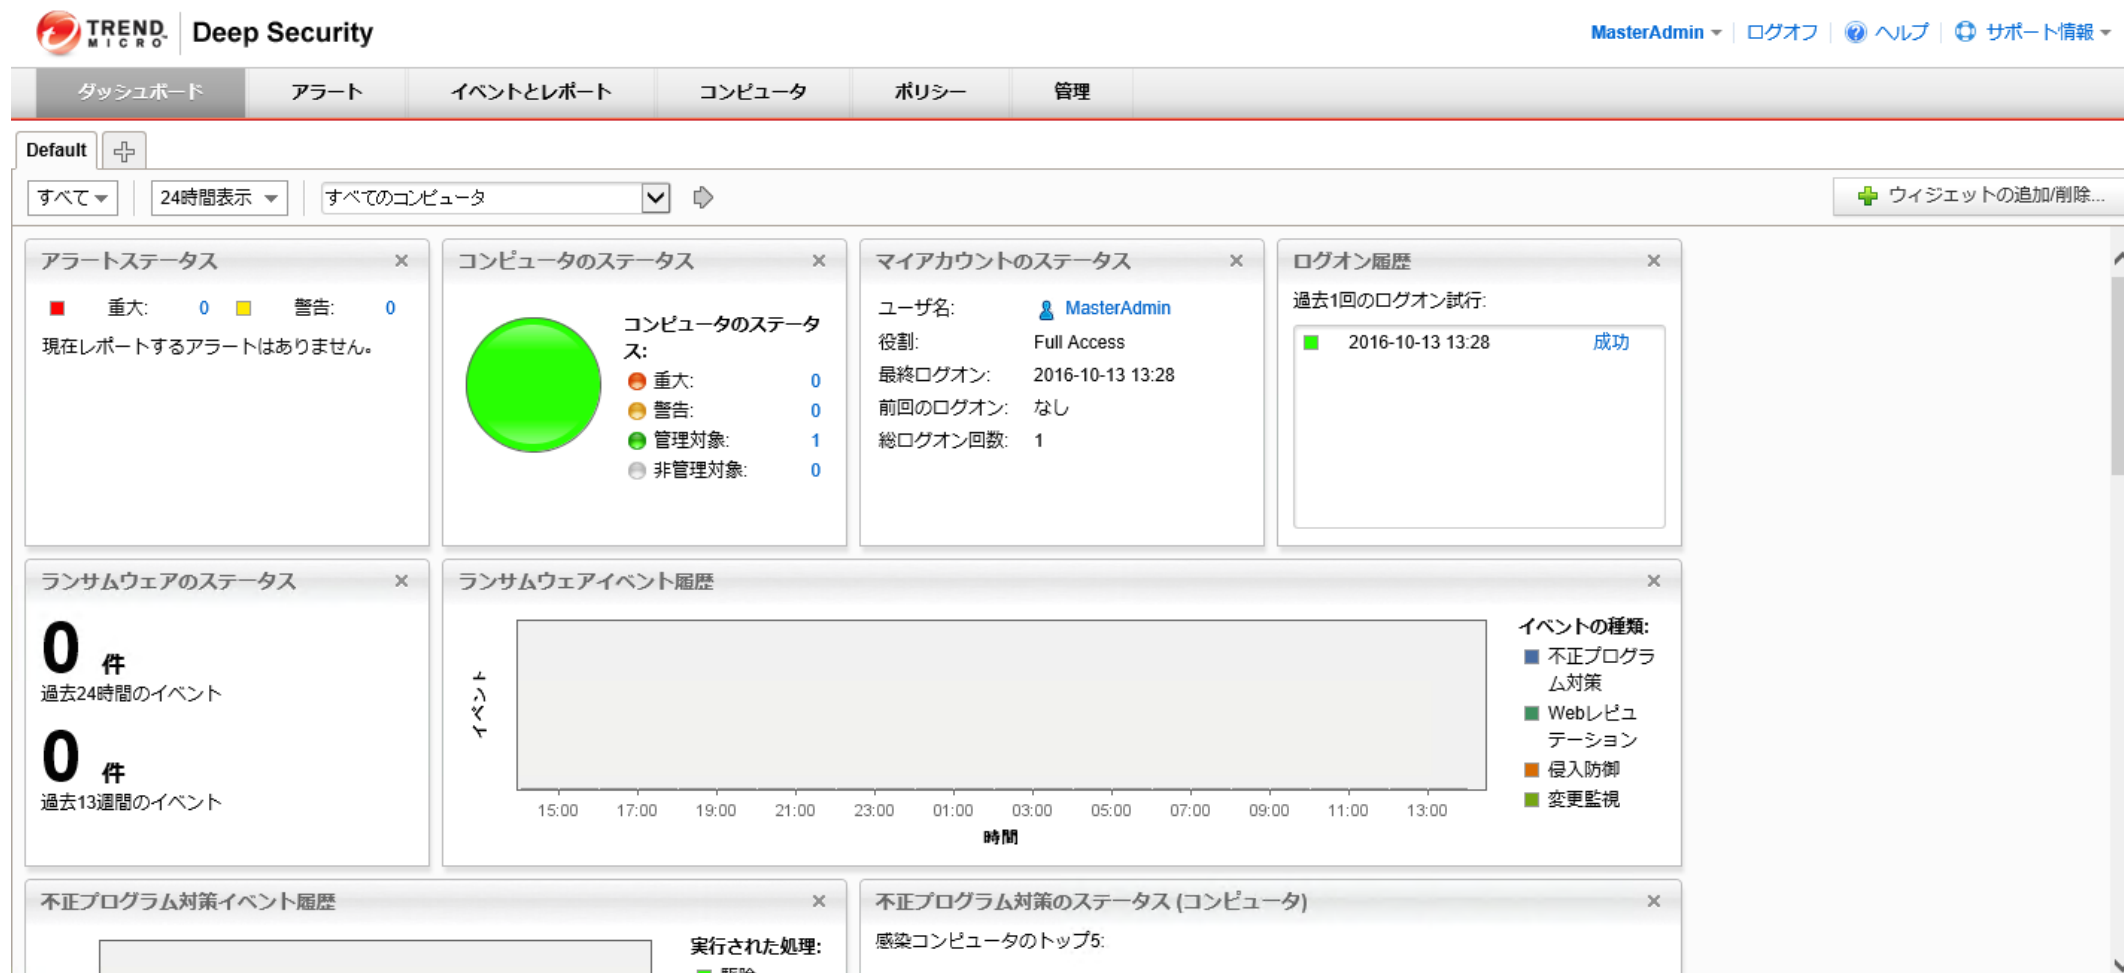 TREND MICRO Deep Security
MasterAdmin ログオフ ヘルプ サポート情報
ダッシュボード アラート イベントとレポート コンピュータ ポリシー 管理
Default
すべて 24時間表示 すべてのコンピュータ ウィジェットの追加/削除...
アラートステータス
重大: 0 警告: 0
現在レポートするアラートはありません。
コンピュータのステータス
コンピュータのステータ
ス:
重大: 0
警告: 0
管理対象: 1
非管理対象: 0
マイアカウントのステータス
ユーザ名: MasterAdmin
役割: Full Access
最終ログオン: 2016-10-13 13:28
前回のログオン: なし
総ログオン回数: 1
ログオン履歴
過去1回のログオン試行:
2016-10-13 13:28 成功
ランサムウェアのステータス
0 件
過去24時間のイベント
0 件
過去13週間のイベント
ランサムウェアイベント履歴
イベント
15:00 17:00 19:00 21:00 23:00 01:00 03:00 05:00 07:00 09:00 11:00 13:00
時間
イベントの種類:
不正プログラ
ム対策
Webレピュ
テーション
侵入防御
変更監視
不正プログラム対策イベント履歴
実行された処理:
駆除
不正プログラム対策のステータス (コンピュータ)
感染コンピュータのトップ5: